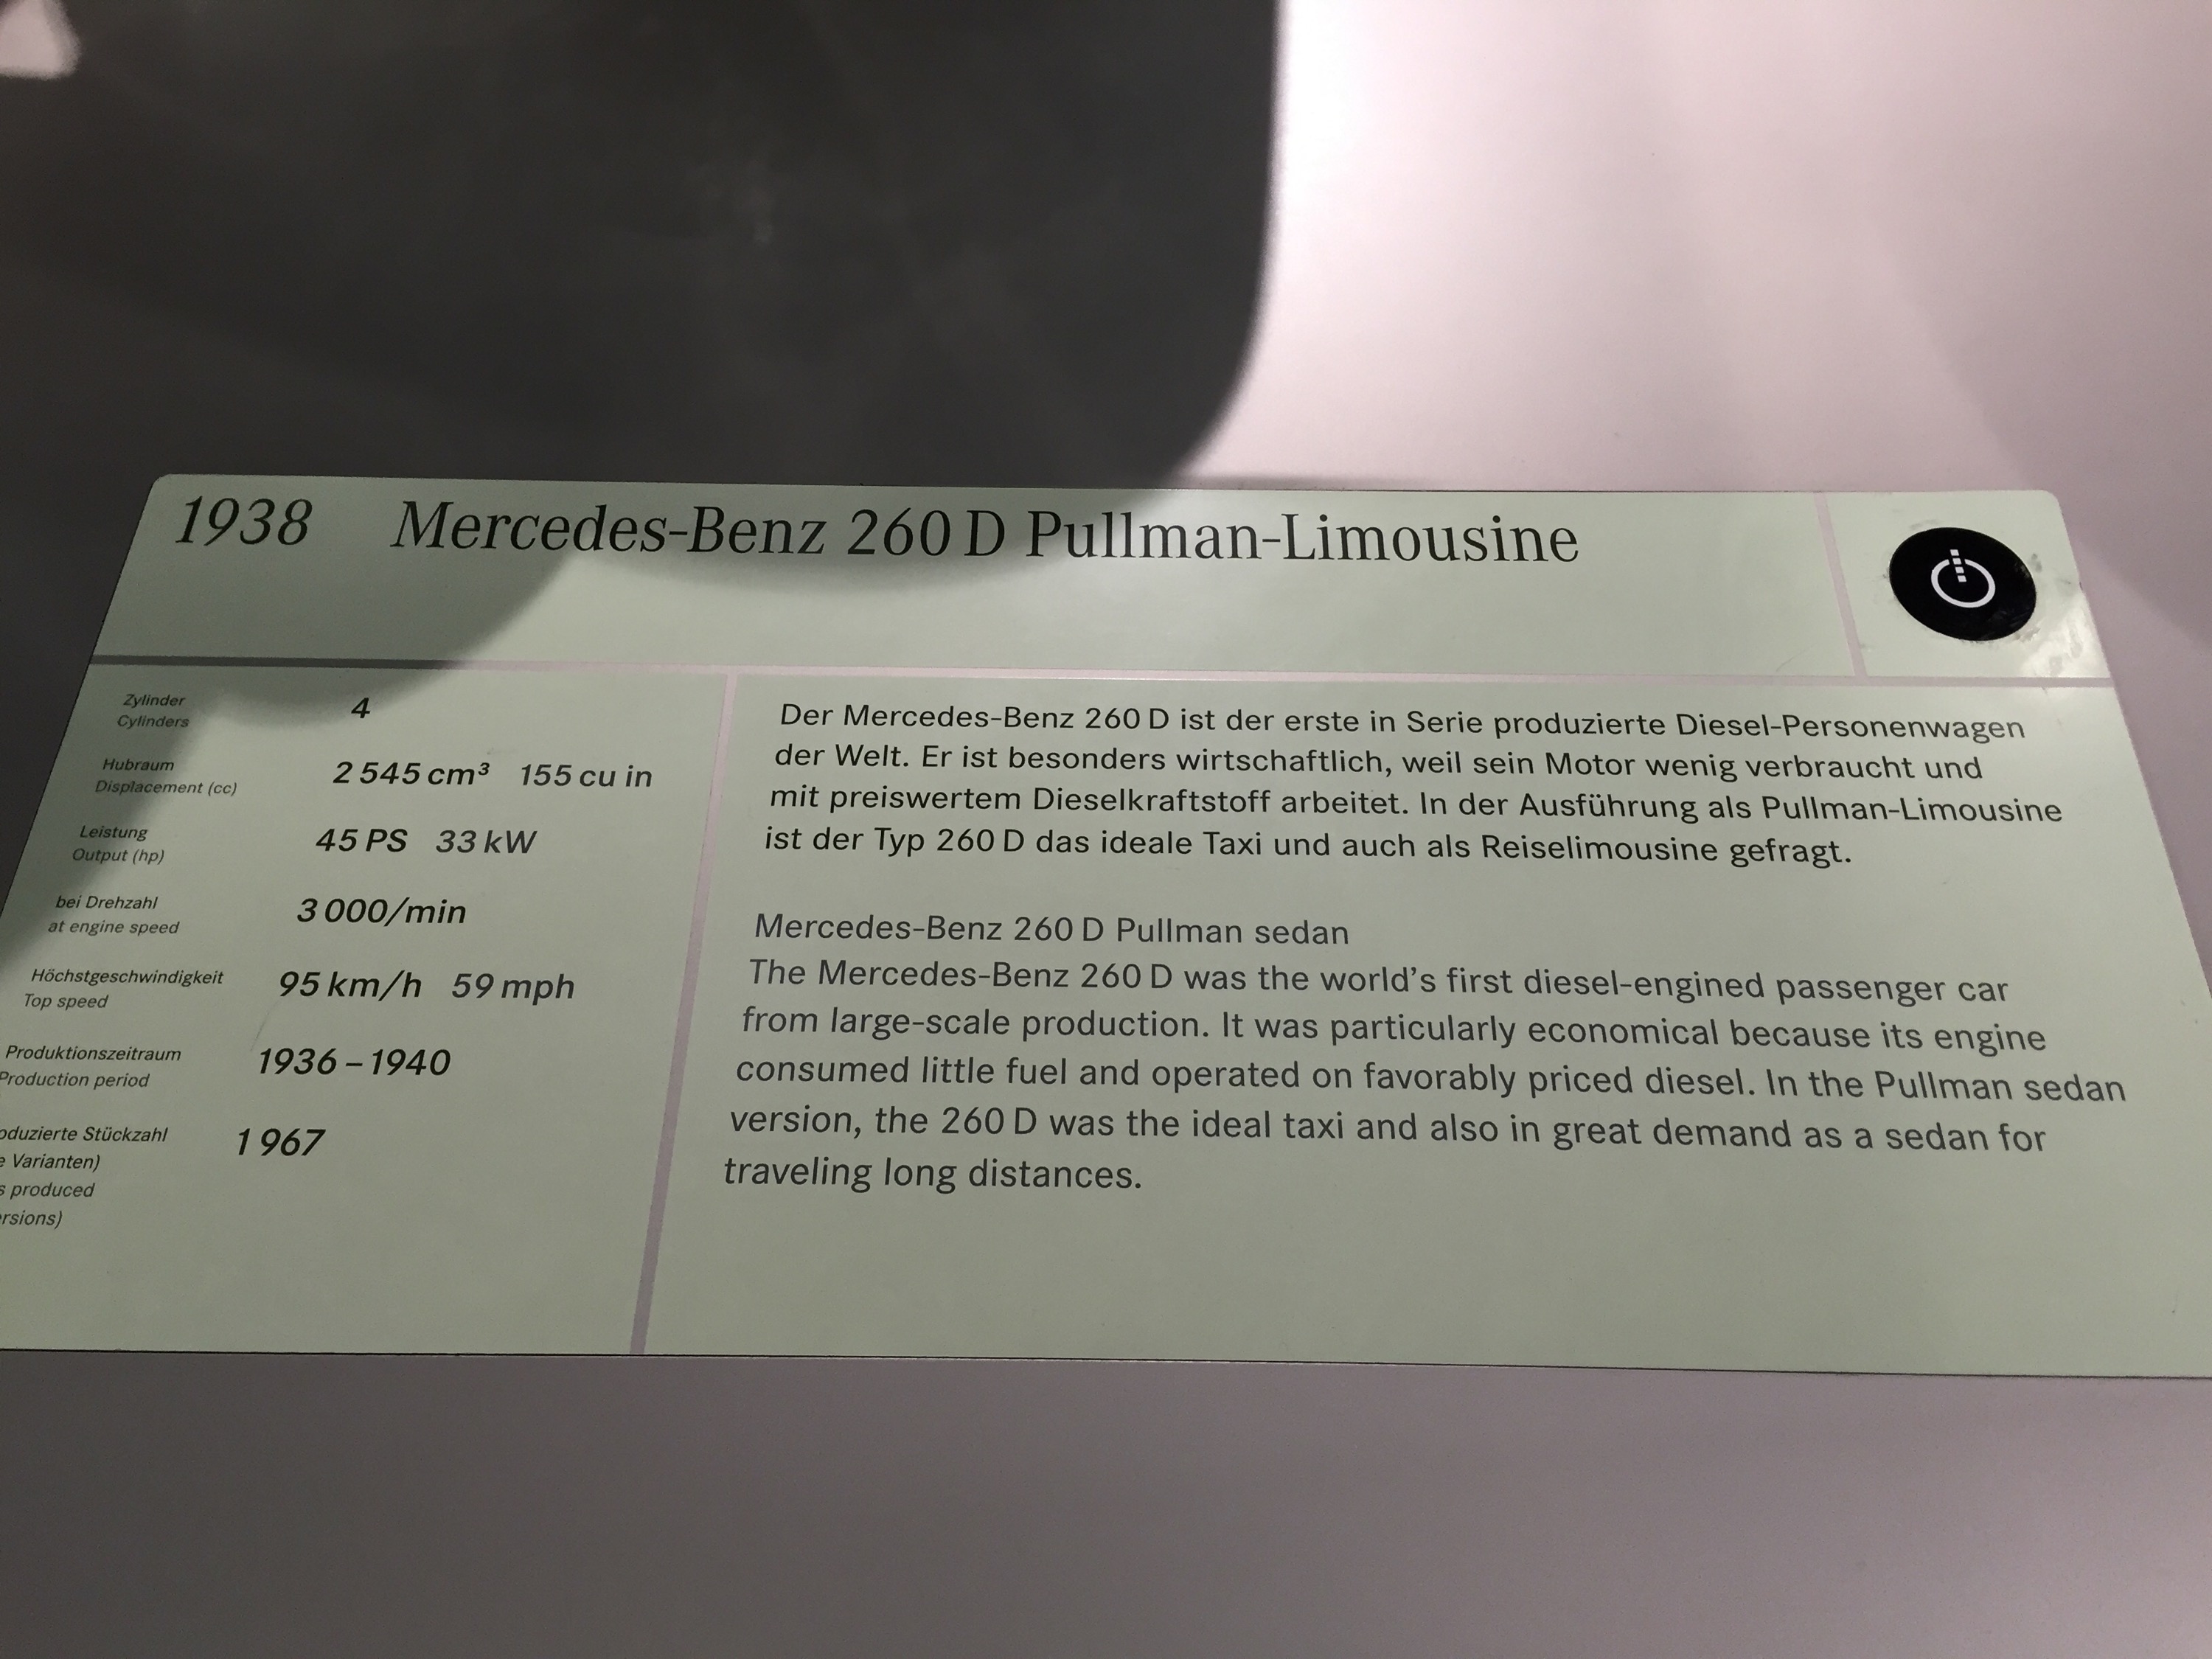 1938 Mercedes-Benz 260 D Pullman-Limousine
Zylinder
Cylinders
4
Hubraum
Displacement (cc)
2 545 cm³ 155 cu in
Leistung
Output (hp)
45 PS 33 kW
bei Drehzahl
at engine speed
3 000/min
Höchstgeschwindigkeit
Top speed
95 km/h 59 mph
Produktionszeitraum
Production period
1936 – 1940
oduzierte Stückzahl
e Varianten)
s produced
rsions)
1 967
Der Mercedes-Benz 260 D ist der erste in Serie produzierte Diesel-Personenwagen
der Welt. Er ist besonders wirtschaftlich, weil sein Motor wenig verbraucht und
mit preiswertem Dieselkraftstoff arbeitet. In der Ausführung als Pullman-Limousine
ist der Typ 260 D das ideale Taxi und auch als Reiselimousine gefragt.
Mercedes-Benz 260 D Pullman sedan
The Mercedes-Benz 260 D was the world's first diesel-engined passenger car
from large-scale production. It was particularly economical because its engine
consumed little fuel and operated on favorably priced diesel. In the Pullman sedan
version, the 260 D was the ideal taxi and also in great demand as a sedan for
traveling long distances.